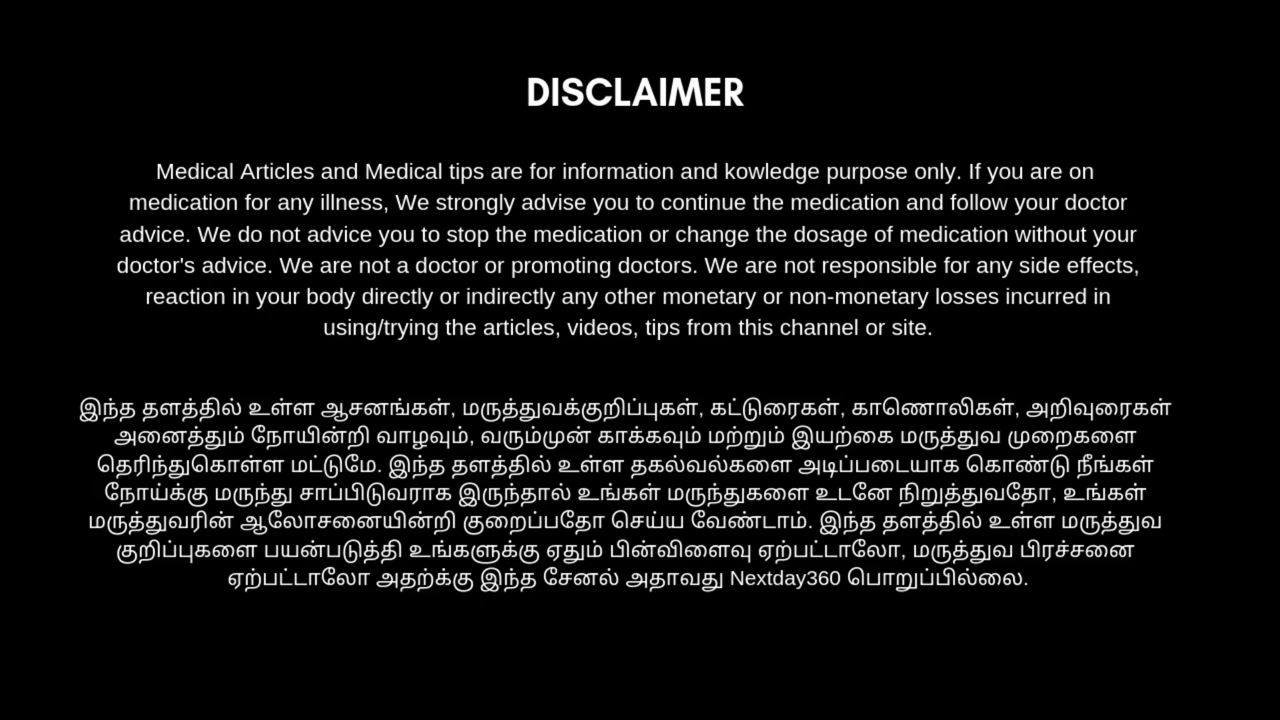 DISCLAIMER
Medical Articles and Medical tips are for information and kowledge purpose only. If you are on
medication for any illness, We strongly advise you to continue the medication and follow your doctor
advice. We do not advice you to stop the medication or change the dosage of medication without your
doctor's advice. We are not a doctor or promoting doctors. We are not responsible for any side effects,
reaction in your body directly or indirectly any other monetary or non-monetary losses incurred in
using/trying the articles, videos, tips from this channel or site.
இந்த தளத்தில் உள்ள ஆசனங்கள், மருத்துவக்குறிப்புகள், கட்டுரைகள், காணொலிகள், அறிவுரைகள்
அனைத்தும் நோயின்றி வாழவும், வரும்முன் காக்கவும் மற்றும் இயற்கை மருத்துவ முறைகளை
தெரிந்துகொள்ள மட்டுமே. இந்த தளத்தில் உள்ள தகல்வல்களை அடிப்படையாக கொண்டு நீங்கள்
நோய்க்கு மருந்து சாப்பிடுவராக இருந்தால் உங்கள் மருந்துகளை உடனே நிறுத்துவதோ, உங்கள்
மருத்துவரின் ஆலோசனையின்றி குறைப்பதோ செய்ய வேண்டாம். இந்த தளத்தில் உள்ள மருத்துவ
குறிப்புகளை பயன்படுத்தி உங்களுக்கு ஏதும் பின்விளைவு ஏற்பட்டாலோ, மருத்துவ பிரச்சனை
ஏற்பட்டாலோ அதற்க்கு இந்த சேனல் அதாவது Nextday360 பொறுப்பில்லை.